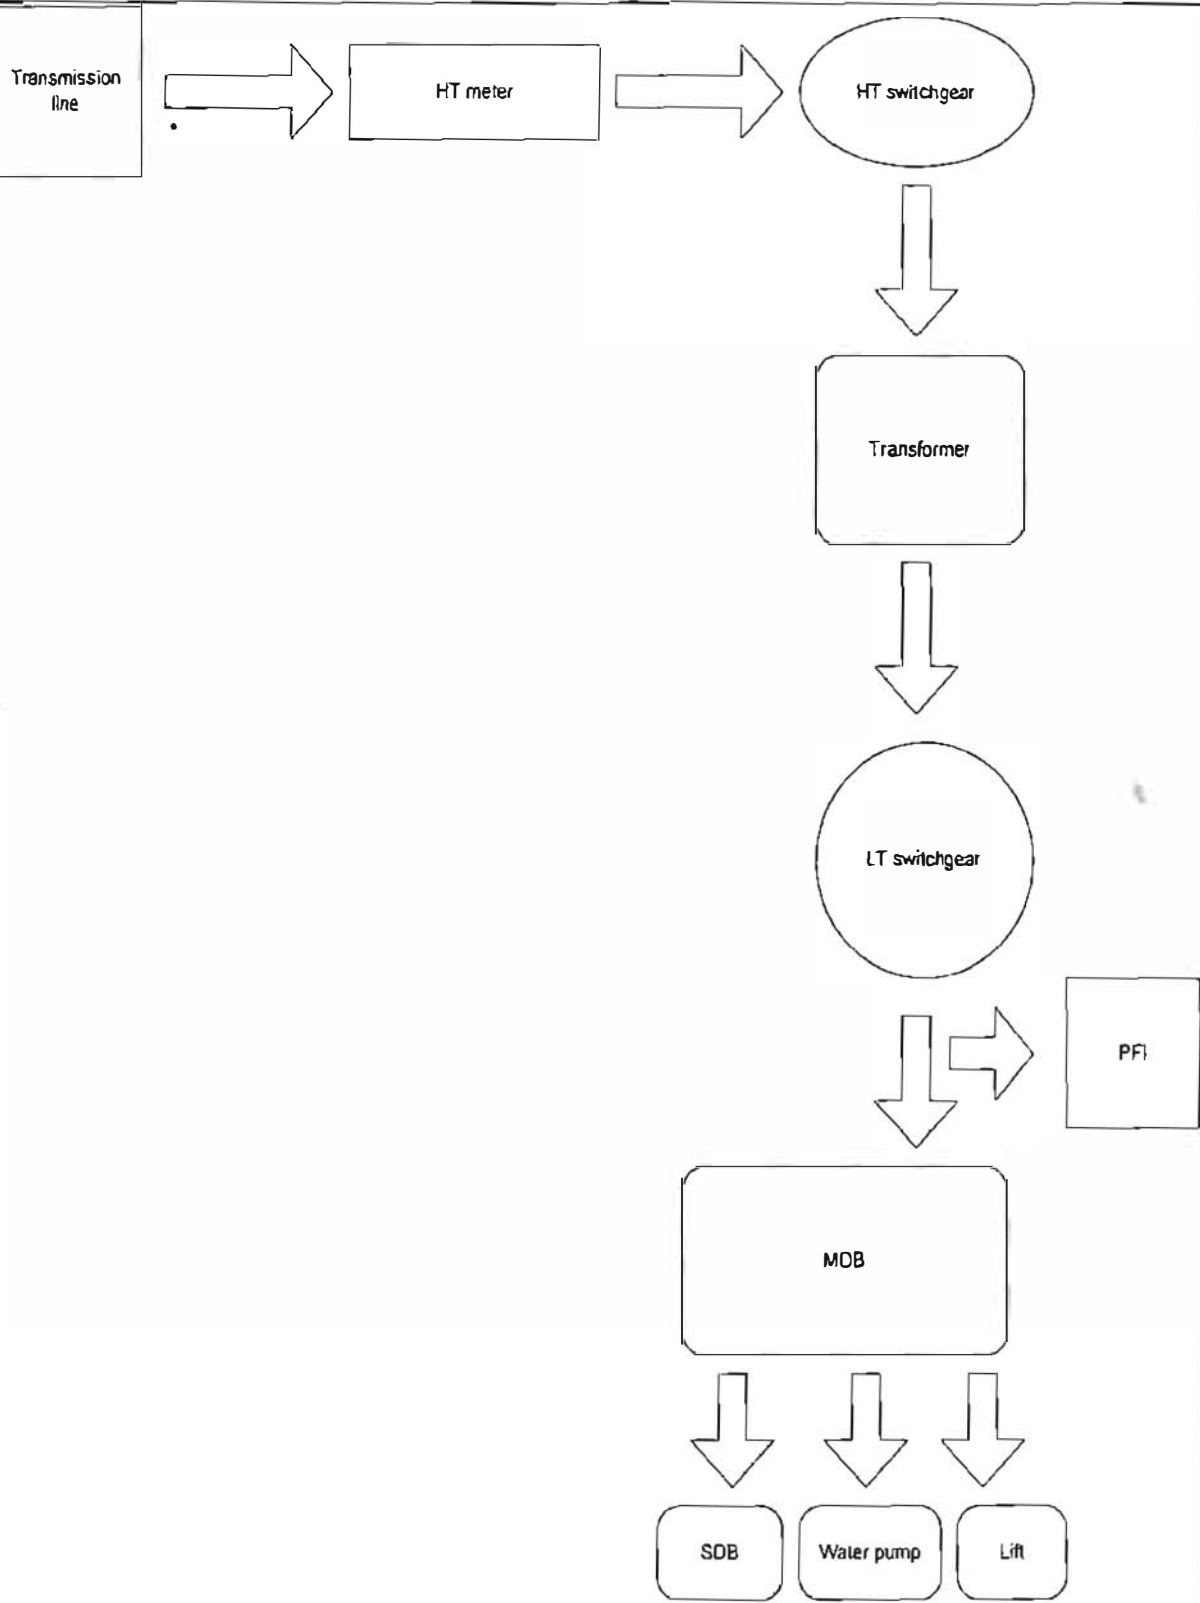 Transmission
line
HT meter
HT switchgear
Transformer
LT switchgear
PFI
MDB
SDB
Water pump
Lift